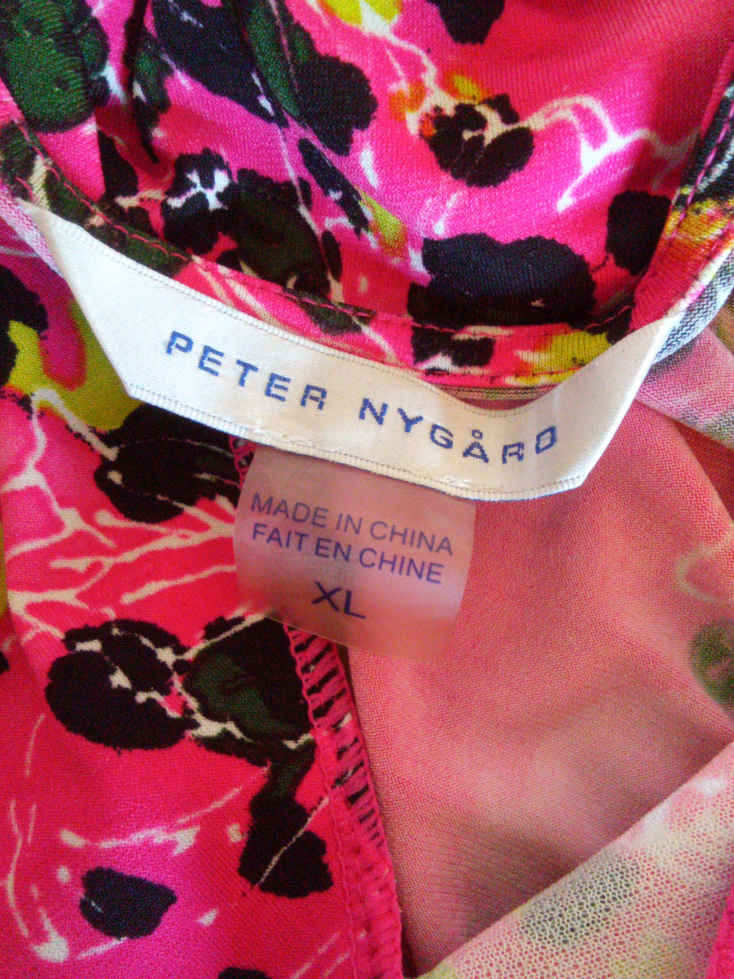 PETER NYGÅRD
MADE IN CHINA
FAIT EN CHINE
XL